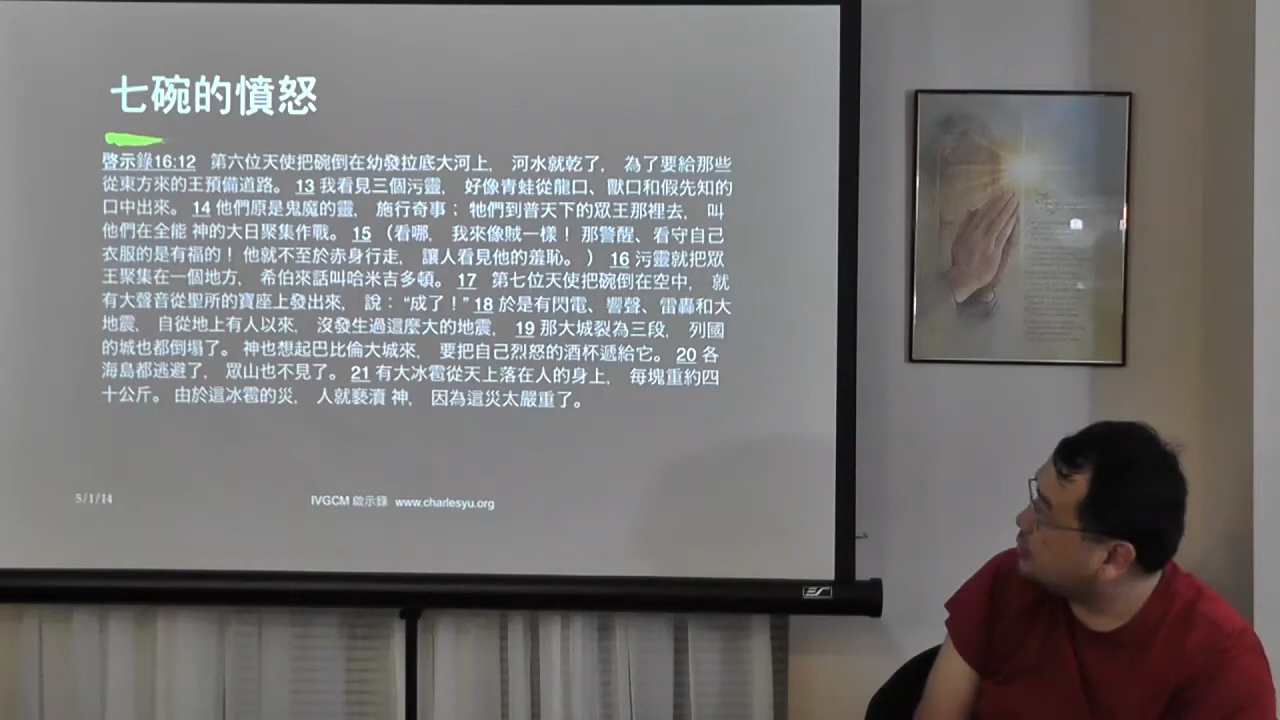 七碗的憤怒
啓示錄16:12 第六位天使把碗倒在幼發拉底大河上, 河水就乾了, 為了要給那些
從東方來的王預備道路。 13 我看見三個污靈, 好像青蛙從龍口、獸口和假先知的
口中出來。 14 他們原是鬼魔的靈, 施行奇事; 牠們到普天下的眾王那裡去, 叫
他們在全能 神的大日聚集作戰。 15 (看哪, 我來像賊一樣! 那警醒、看守自己
衣服的是有福的! 他就不至於赤身行走, 讓人看見他的羞恥。) 16 污靈就把眾
王聚集在一個地方, 希伯來話叫哈米吉多頓。 17 第七位天使把碗倒在空中, 就
有大聲音從聖所的寶座上發出來, 說: “成了!” 18 於是有閃電、響聲、雷轟和大
地震, 自從地上有人以來, 沒發生過這麼大的地震, 19 那大城裂為三段, 列國
的城也都倒塌了。 神也想起巴比倫大城來, 要把自己烈怒的酒杯遞給它。 20 各
海島都逃避了, 眾山也不見了。 21 有大冰雹從天上落在人的身上, 每塊重約四
十公斤。 由於這冰雹的災, 人就褻瀆 神, 因為這災太嚴重了。
5/1/14
IVGCM 啟示錄 www.charlesyu.org
ES